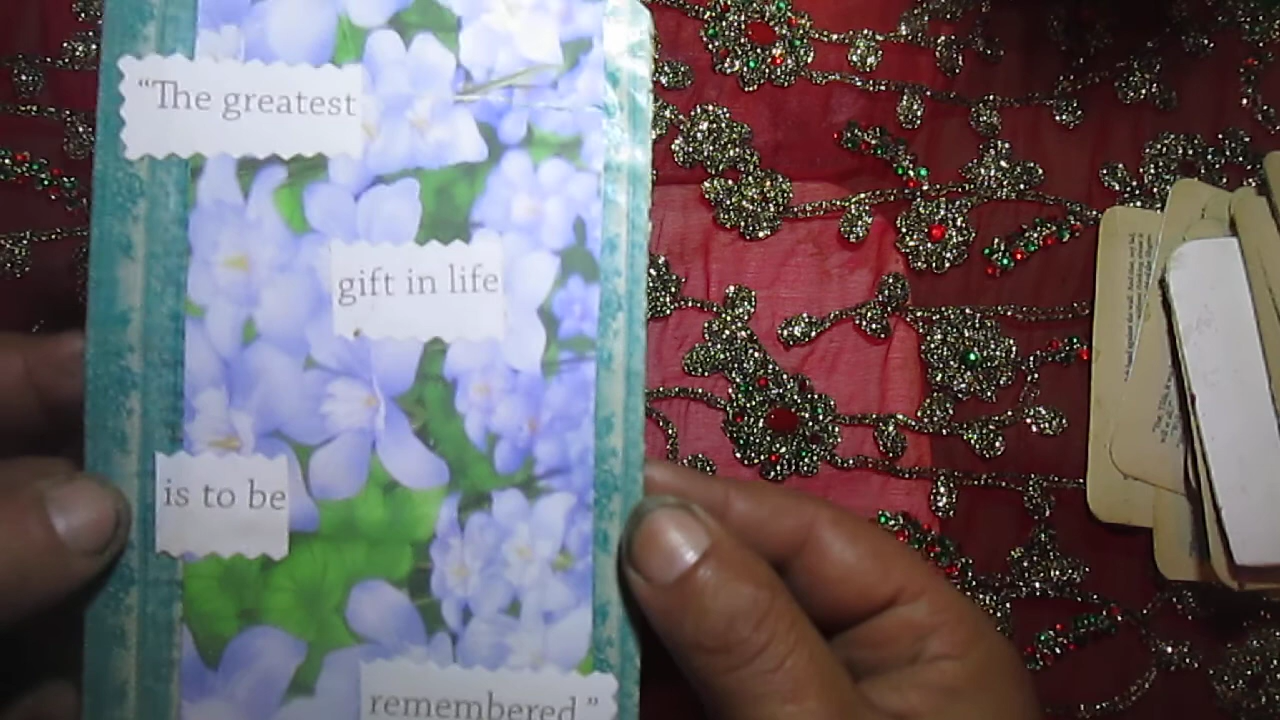 “The greatest
gift in life
is to be
remembered.”